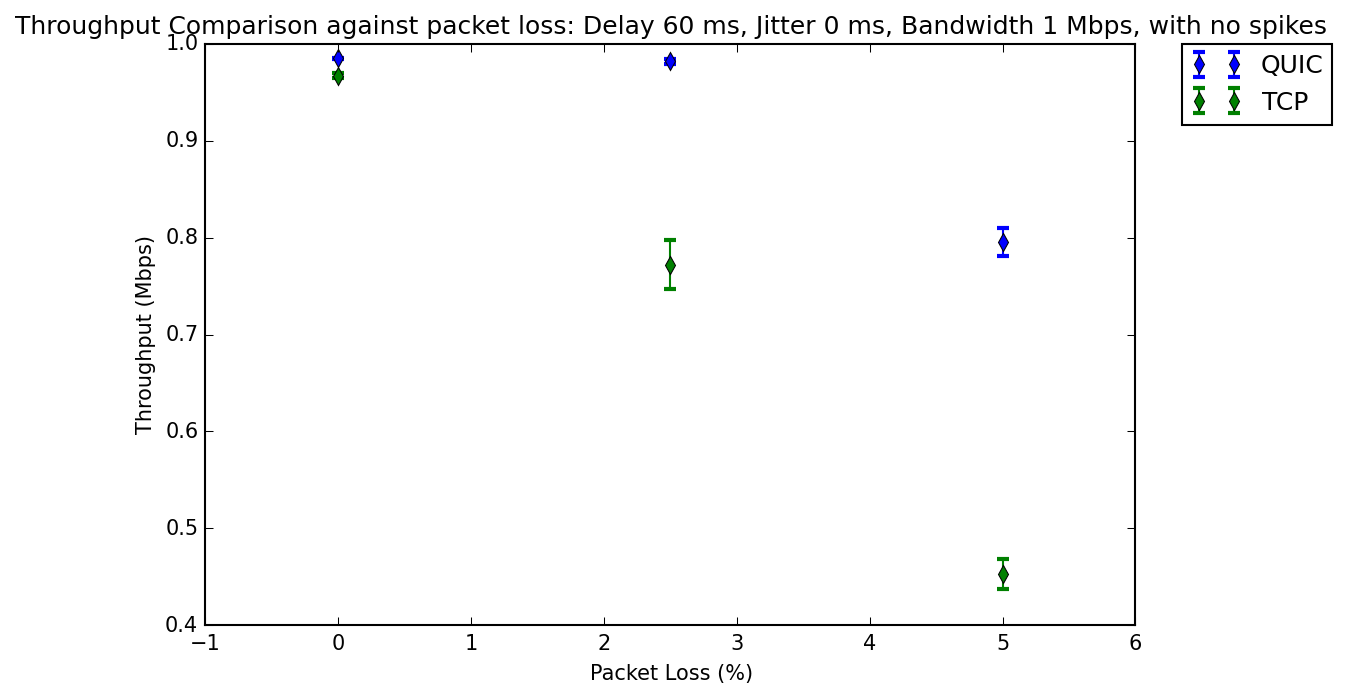 Throughput Comparison against packet loss: Delay 60 ms, Jitter 0 ms, Bandwidth 1 Mbps, with no spikes
QUIC
TCP
Throughput (Mbps)
1.0
0.9
0.8
0.7
0.6
0.5
0.4
−1 0 1 2 3 4 5 6
Packet Loss (%)